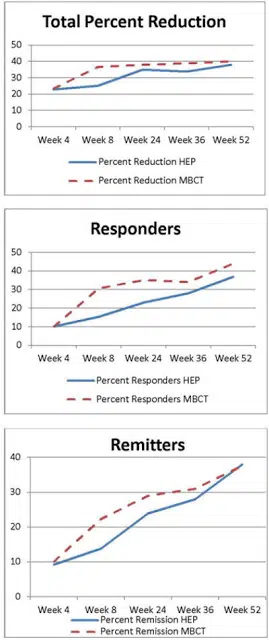 Total Percent Reduction
50
40
30
20
10
0
Week 4 Week 8 Week 24 Week 36 Week 52
Percent Reduction HEP
Percent Reduction MBCT
Responders
50
40
30
20
10
0
Week 4 Week 8 Week 24 Week 36 Week 52
Percent Responders HEP
Percent Responders MBCT
Remitters
40
30
20
10
0
Week 4 Week 8 Week 24 Week 36 Week 52
Percent Remission HEP
Percent Remission MBCT